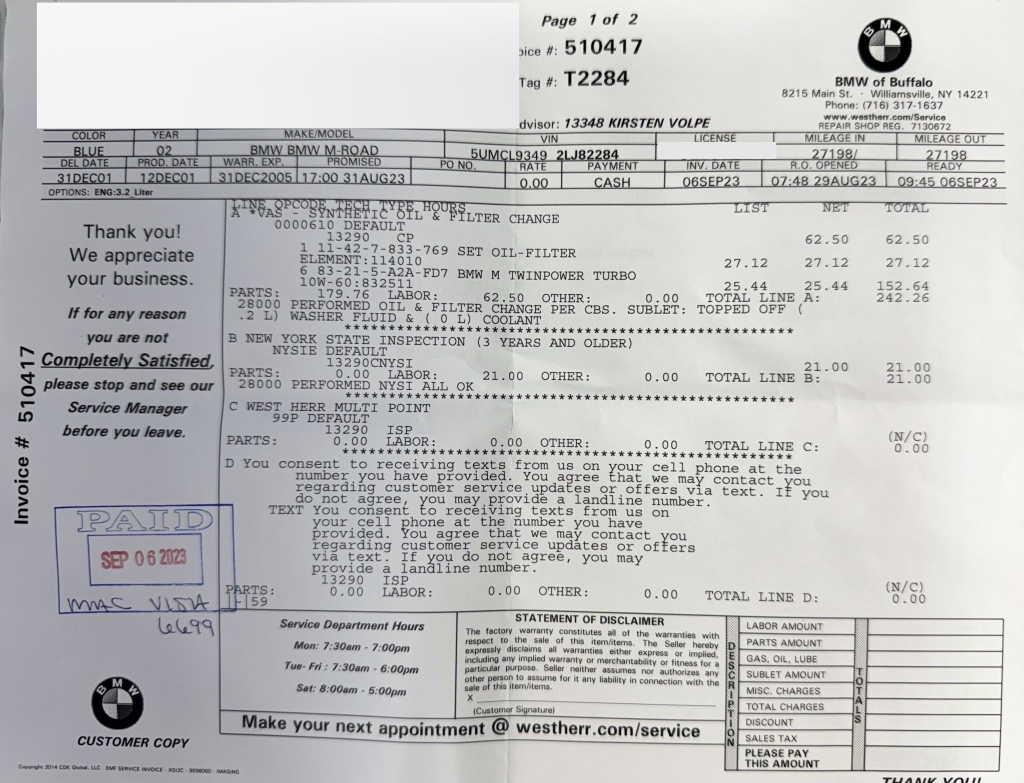 Page 1 of 2
oice #: 510417
Tag #: T2284
BMW
BMW of Buffalo
8215 Main St. · Williamsville, NY 14221
Phone: (716) 317-1637
www.westherr.com/Service
REPAIR SHOP REG. 7130672
dvisor: 13348 KIRSTEN VOLPE
COLOR YEAR MAKE/MODEL VIN LICENSE MILEAGE IN MILEAGE OUT
BLUE 02 BMW BMW M-ROAD 5UMCL9349 2LJ82284 27198/ 27198
DEL DATE PROD. DATE WARR. EXP. PROMISED PO NO. RATE PAYMENT INV. DATE R.O. OPENED READY
31DEC01 12DEC01 31DEC2005 17:00 31AUG23 0.00 CASH 06SEP23 07:48 29AUG23 09:45 06SEP23
OPTIONS: ENG:3.2_Liter
LINE OPCODE TECH TYPE HOURS LIST NET TOTAL
A *VAS - SYNTHETIC OIL & FILTER CHANGE
0000610 DEFAULT
13290 CP 62.50 62.50
1 11-42-7-833-769 SET OIL-FILTER
ELEMENT:114010 27.12 27.12 27.12
6 83-21-5-A2A-FD7 BMW M TWINPOWER TURBO
10W-60:832511 25.44 25.44 152.64
PARTS: 179.76 LABOR: 62.50 OTHER: 0.00 TOTAL LINE A: 242.26
28000 PERFORMED OIL & FILTER CHANGE PER CBS. SUBLET: TOPPED OFF (
.2 L) WASHER FLUID & ( 0 L) COOLANT
****************************************************
B NEW YORK STATE INSPECTION (3 YEARS AND OLDER)
NYSIE DEFAULT
13290CNYSI 21.00 21.00
PARTS: 0.00 LABOR: 21.00 OTHER: 0.00 TOTAL LINE B: 21.00
28000 PERFORMED NYSI ALL OK
****************************************************
C WEST HERR MULTI POINT
99P DEFAULT
13290 ISP (N/C)
PARTS: 0.00 LABOR: 0.00 OTHER: 0.00 TOTAL LINE C: 0.00
****************************************************
D You consent to receiving texts from us on your cell phone at the
number you have provided. You agree that we may contact you
regarding customer service updates or offers via text. If you
do not agree, you may provide a landline number.
TEXT You consent to receiving texts from us on
your cell phone at the number you have
provided. You agree that we may contact you
regarding customer service updates or offers
via text. If you do not agree, you may
provide a landline number.
13290 ISP (N/C)
PARTS: 0.00 LABOR: 0.00 OTHER: 0.00 TOTAL LINE D: 0.00
Thank you!
We appreciate
your business.
If for any reason
you are not
Completely Satisfied,
please stop and see our
Service Manager
before you leave.
Invoice # 510417
PAID
SEP 06 2023
6699
BMW
CUSTOMER COPY
Service Department Hours
Mon: 7:30am - 7:00pm
Tue- Fri : 7:30am - 6:00pm
Sat: 8:00am - 5:00pm
STATEMENT OF DISCLAIMER
The factory warranty constitutes all of the warranties with
respect to the sale of this item/items. The Seller hereby
expressly disclaims all warranties either express or implied,
including any implied warranty or merchantability or fitness for a
particular purpose. Seller neither assumes nor authorizes any
other person to assume for it any liability in connection with the
sale of this item/items.
X
(Customer Signature)
DESCRIPTION
LABOR AMOUNT
PARTS AMOUNT
GAS, OIL, LUBE
SUBLET AMOUNT
MISC. CHARGES
TOTAL CHARGES
DISCOUNT
SALES TAX
PLEASE PAY
THIS AMOUNT
TOTALS
Make your next appointment @ westherr.com/service
THANK YOU!